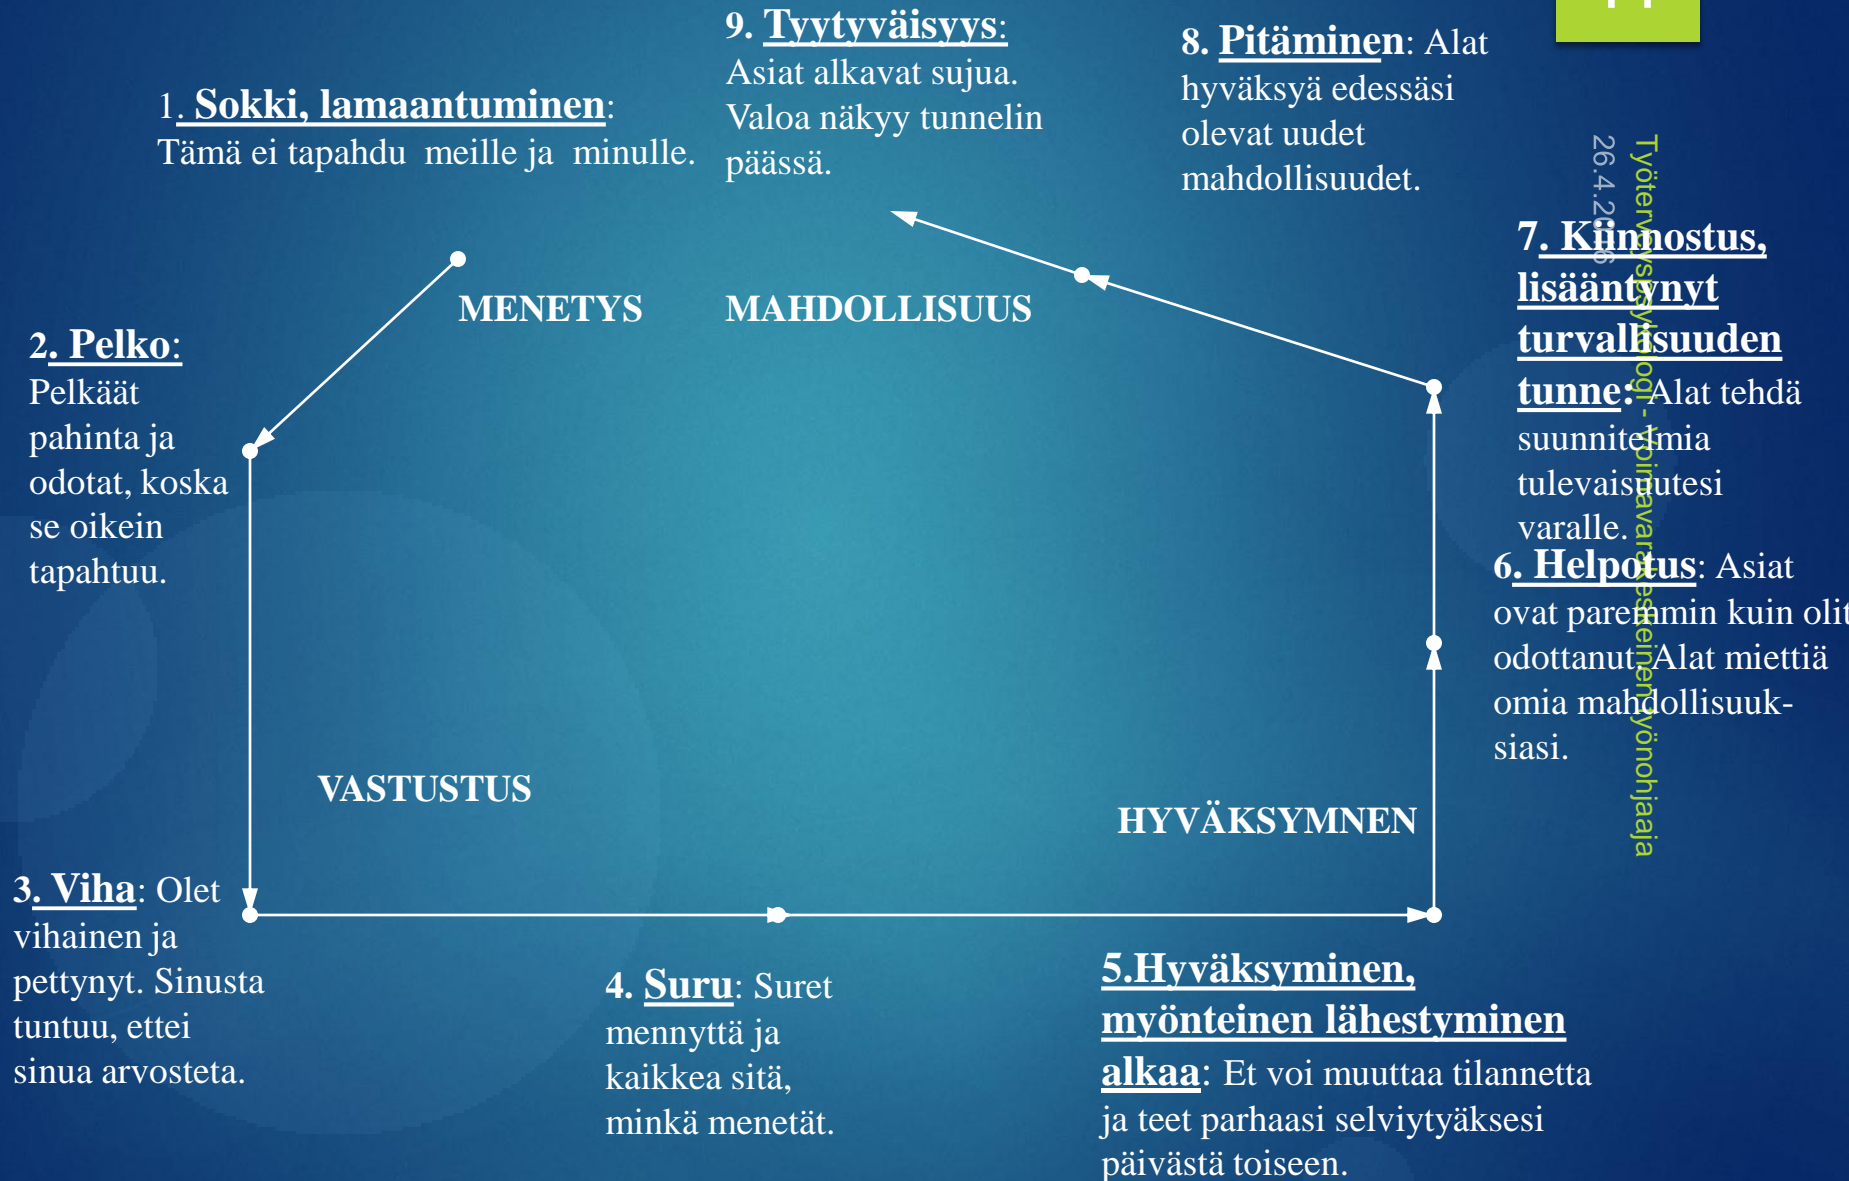 1. Sokki, lamaantuminen:
Tämä ei tapahdu meille ja minulle.
MENETYS
2. Pelko:
Pelkäät
pahinta ja
odotat, koska
se oikein
tapahtuu.
VASTUSTUS
3. Viha: Olet
vihainen ja
pettynyt. Sinusta
tuntuu, ettei
sinua arvosteta.
4. Suru: Suret
mennyttä ja
kaikkea sitä,
minkä menetät.
5.Hyväksyminen,
myönteinen lähestyminen
alkaa: Et voi muuttaa tilannetta
ja teet parhaasi selviytyäksesi
päivästä toiseen.
HYVÄKSYMNEN
6. Helpotus: Asiat
ovat paremmin kuin olit
odottanut. Alat miettiä
omia mahdollisuuk-
siasi.
7. Kiinnostus,
lisääntynyt
turvallisuuden
tunne: Alat tehdä
suunnitelmia
tulevaisuutesi
varalle.
8. Pitäminen: Alat
hyväksyä edessäsi
olevat uudet
mahdollisuudet.
MAHDOLLISUUS
9. Tyytyväisyys:
Asiat alkavat sujua.
Valoa näkyy tunnelin
päässä.
Työterveyspsykologi - Voimavarakeskeinen työnohjaaja